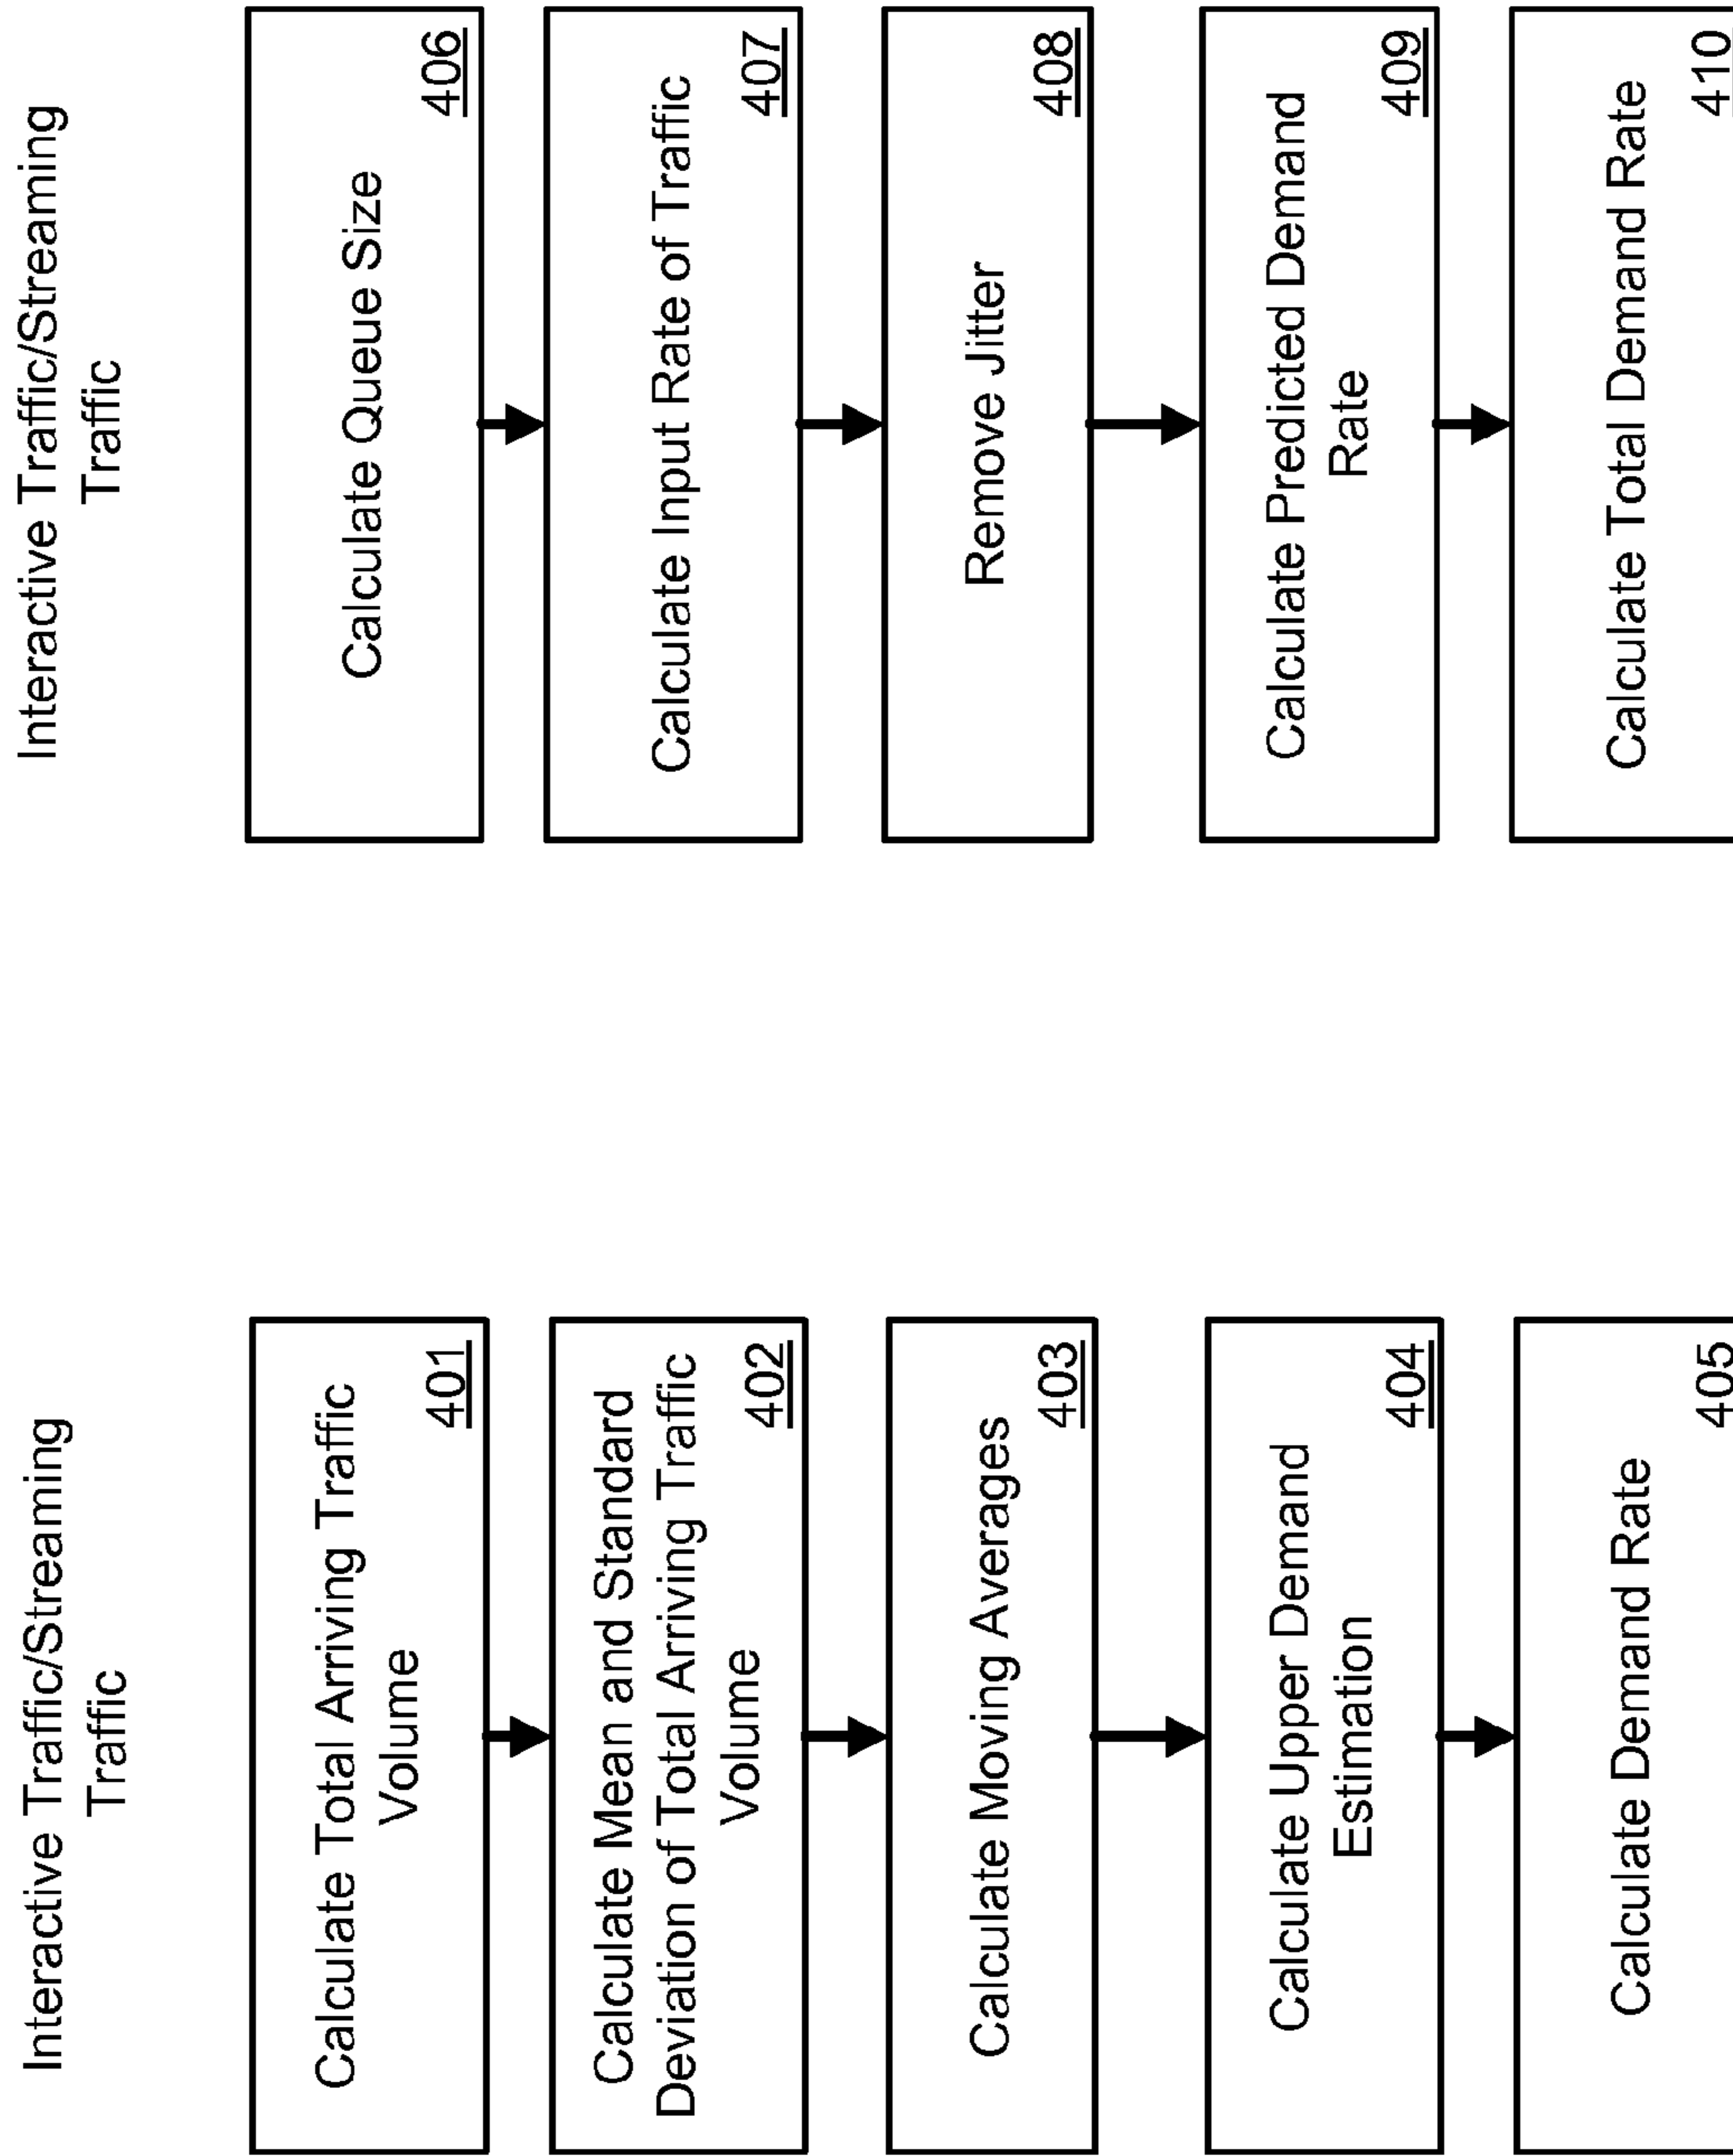 Interactive Traffic/Streaming
Traffic
Calculate Total Arriving Traffic
Volume
401
Calculate Mean and Standard
Deviation of Total Arriving Traffic
Volume
402
Calculate Moving Averages
403
Calculate Upper Demand
Estimation
404
Calculate Demand Rate
405
Interactive Traffic/Streaming
Traffic
Calculate Queue Size
406
Calculate Input Rate of Traffic
407
Remove Jitter
408
Calculate Predicted Demand
Rate
409
Calculate Total Demand Rate
410